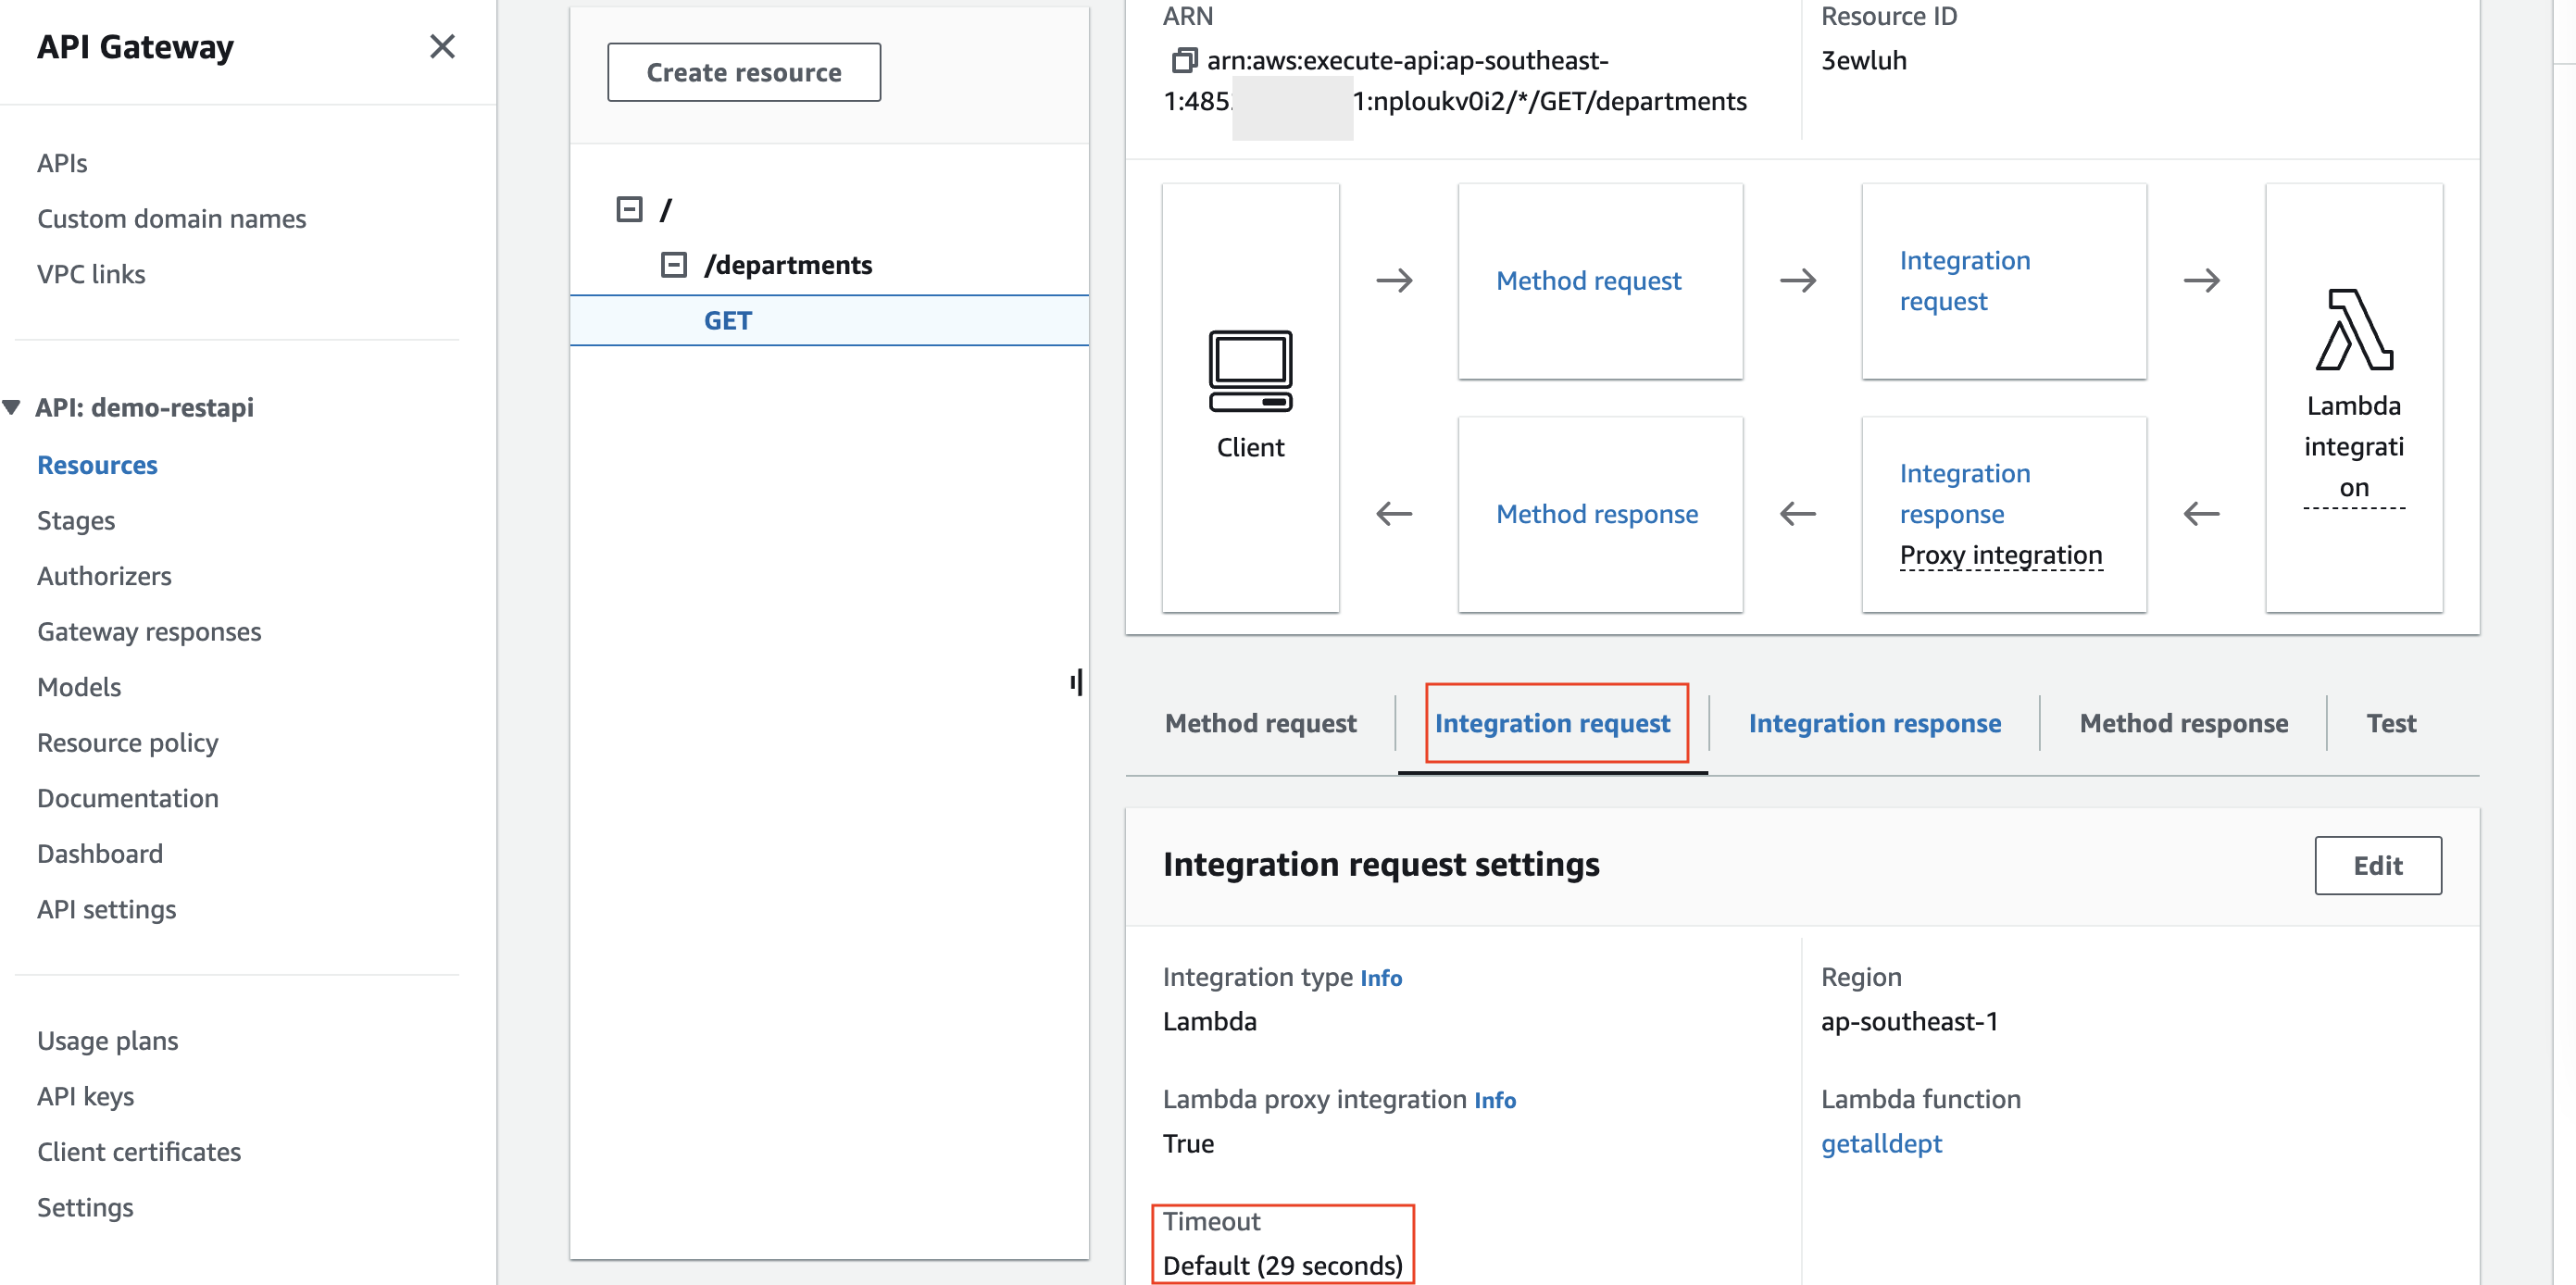 API Gateway
APIs
Custom domain names
VPC links
API: demo-restapi
Resources
Stages
Authorizers
Gateway responses
Models
Resource policy
Documentation
Dashboard
API settings
Usage plans
API keys
Client certificates
Settings
Create resource
/
/departments
GET
ARN
arn:aws:execute-api:ap-southeast-
1:485 1:nploukv0i2/*/GET/departments
Resource ID
3ewluh
Client
Method request
Integration
request
Lambda
integrati
on
Method response
Integration
response
Proxy integration
Method request
Integration request
Integration response
Method response
Test
Integration request settings
Edit
Integration type Info
Lambda
Region
ap-southeast-1
Lambda proxy integration Info
True
Lambda function
getalldept
Timeout
Default (29 seconds)